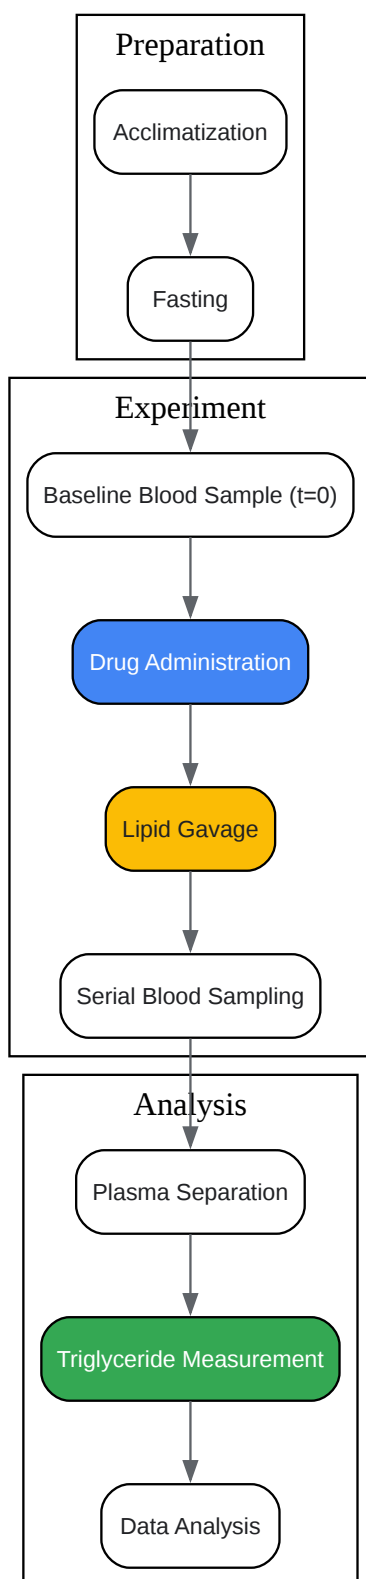 Preparation
Acclimatization
Fasting
Experiment
Baseline Blood Sample (t=0)
Drug Administration
Lipid Gavage
Serial Blood Sampling
Analysis
Plasma Separation
Triglyceride Measurement
Data Analysis